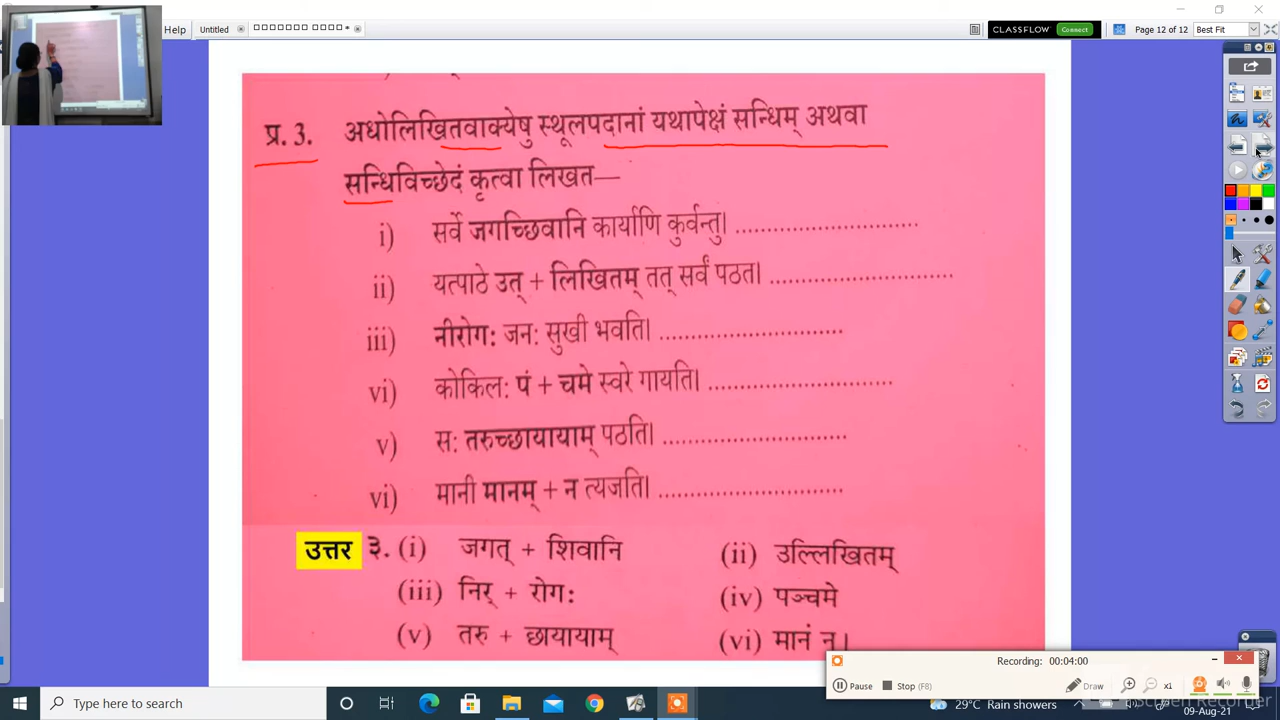 Help Untitled CLASSFLOW Connect Page 12 of 12 Best Fit
प्र. 3. अधोलिखितवाक्येषु स्थूलपदानां यथापेक्षं सन्धिम् अथवा
सन्धिविच्छेदं कृत्वा लिखत—
i) सर्वे जगच्छिवानि कार्याणि कुर्वन्तु। ..............................
ii) यत्पाठे उत् + लिखितम् तत् सर्वं पठत। ..............................
iii) नीरोगः जनः सुखी भवति। ..............................
vi) कोकिलः पं + चमे स्वरे गायति। ..............................
v) सः तरुच्छायायाम् पठति। ..............................
vi) मानी मानम् + न त्यजति। ..............................
उत्तर ३. (i) जगत् + शिवानि (ii) उल्लिखितम्
(iii) निर् + रोगः (iv) पञ्चमे
(v) तरु + छायायाम् (vi) मानं न।
Recording: 00:04:00
Pause Stop (F8) Draw x1
Type here to search 29°C Rain showers
09-Aug-21